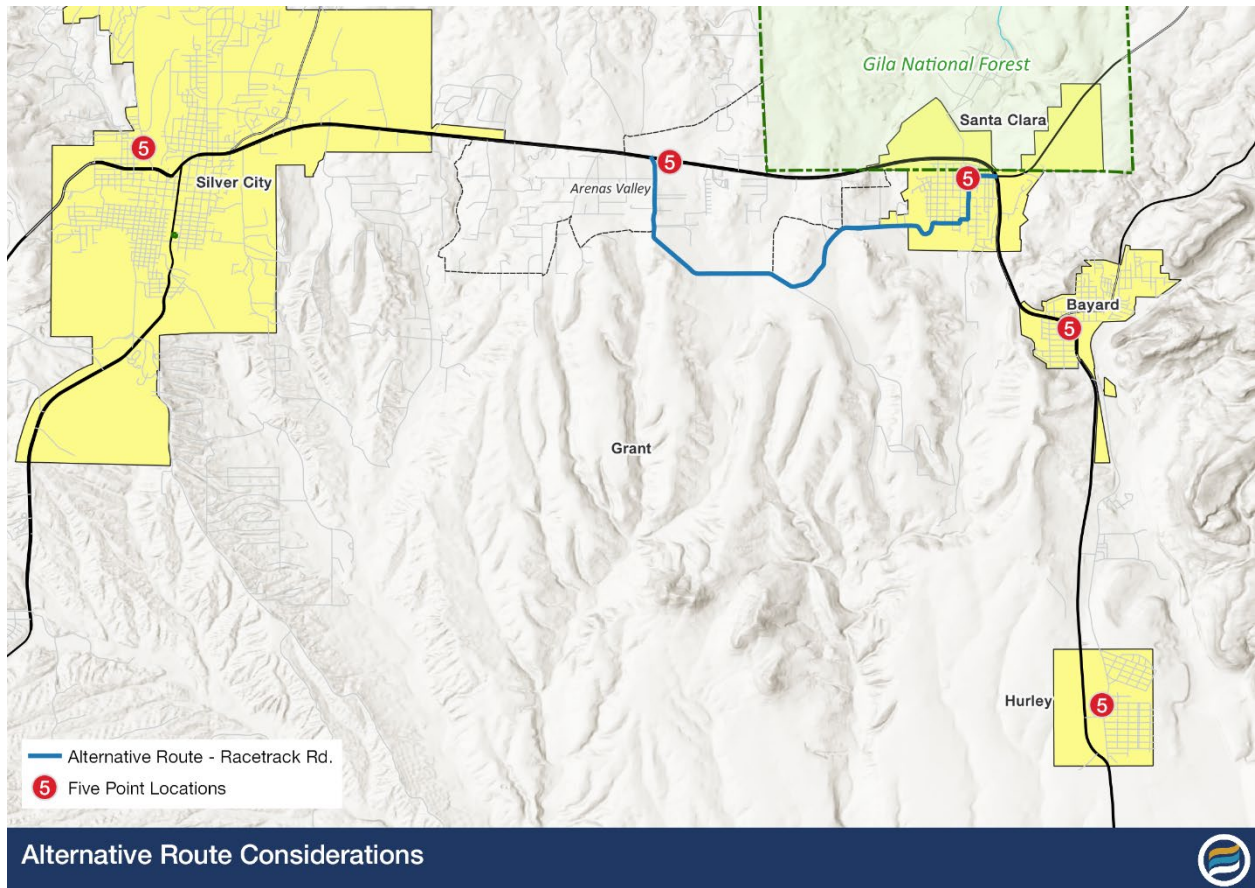 Gila National Forest
Santa Clara
5
Silver City
5
Arenas Valley
5
Bayard
5
Grant
Hurley
5
Alternative Route - Racetrack Rd.
5 Five Point Locations
Alternative Route Considerations